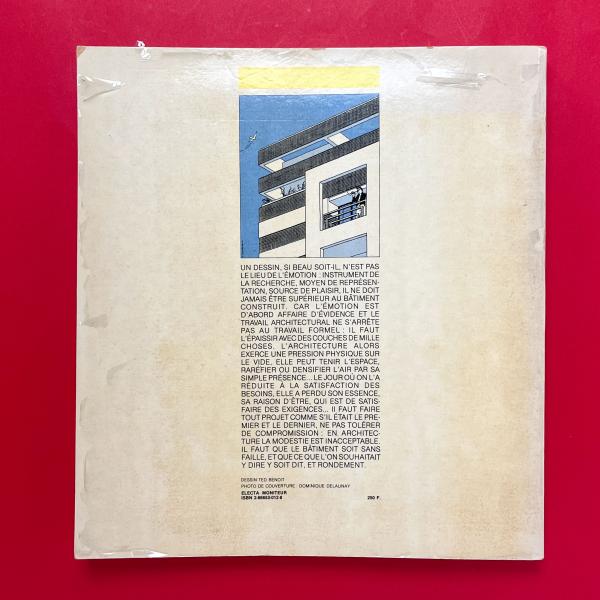 UN DESSIN, SI BEAU SOIT-IL, N'EST PAS
LE LIEU DE L'ÉMOTION : INSTRUMENT DE
LA RECHERCHE, MOYEN DE REPRÉSEN-
TATION, SOURCE DE PLAISIR, IL NE DOIT
JAMAIS ÊTRE SUPÉRIEUR AU BÂTIMENT
CONSTRUIT. CAR L'ÉMOTION EST
D'ABORD AFFAIRE D'ÉVIDENCE ET LE
TRAVAIL ARCHITECTURAL NE S'ARRÊTE
PAS AU TRAVAIL FORMEL : IL FAUT
L'ÉPAISSIR AVEC DES COUCHES DE MILLE
CHOSES. L'ARCHITECTURE ALORS
EXERCE UNE PRESSION PHYSIQUE SUR
LE VIDE, ELLE PEUT TENIR L'ESPACE,
RARÉFIER OU DENSIFIER L'AIR PAR SA
SIMPLE PRÉSENCE... LE JOUR OÙ ON L'A
RÉDUITE À LA SATISFACTION DES
BESOINS, ELLE A PERDU SON ESSENCE,
SA RAISON D'ÊTRE, QUI EST DE SATIS-
FAIRE DES EXIGENCES... Il FAUT FAIRE
TOUT PROJET COMME S'IL ÉTAIT LE PRE-
MIER ET LE DERNIER, NE PAS TOLÉRER
DE COMPROMISSION : EN ARCHITEC-
TURE LA MODESTIE EST INACCEPTABLE.
IL FAUT QUE LE BÂTIMENT SOIT SANS
FAILLE, ET QUE CE QUE L'ON SOUHAITAIT
Y DIRE Y SOIT DIT, ET RONDEMENT.
DESSIN TED BENOIT
PHOTO DE COUVERTURE : DOMINIQUE DELAUNAY
ELECTA MONITEUR
ISBN 2-86653-012-8 250 F.